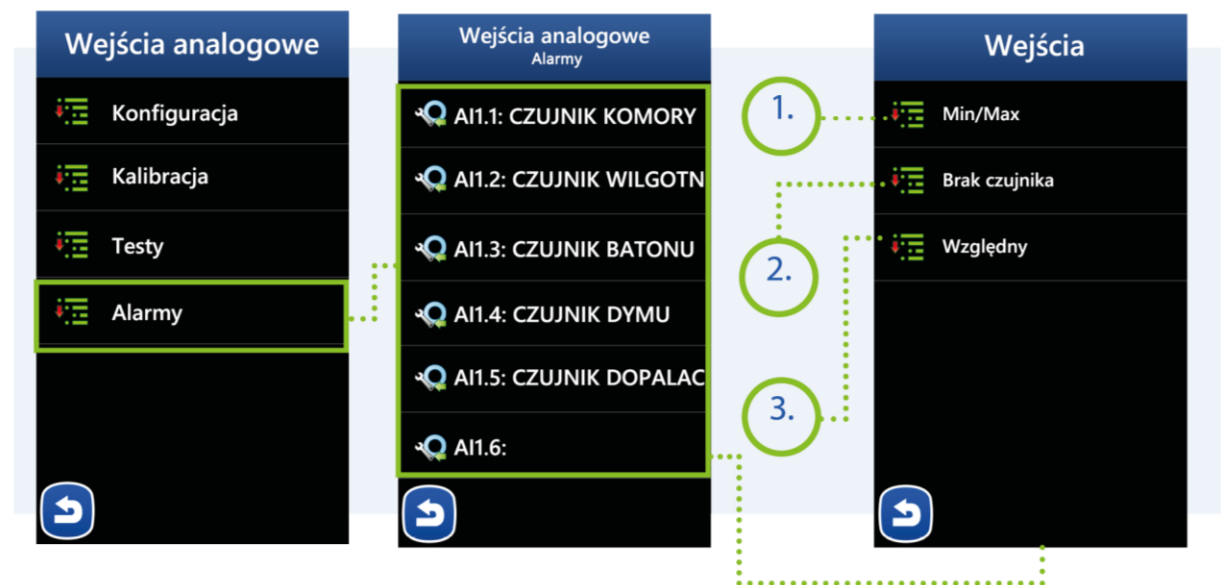 Wejścia analogowe
Konfiguracja
Kalibracja
Testy
Alarmy
Wejścia analogowe
Alarmy
AI1.1: CZUJNIK KOMORY
AI1.2: CZUJNIK WILGOTN
AI1.3: CZUJNIK BATONU
AI1.4: CZUJNIK DYMU
AI1.5: CZUJNIK DOPALAC
AI1.6:
1.
2.
3.
Wejścia
Min/Max
Brak czujnika
Względny